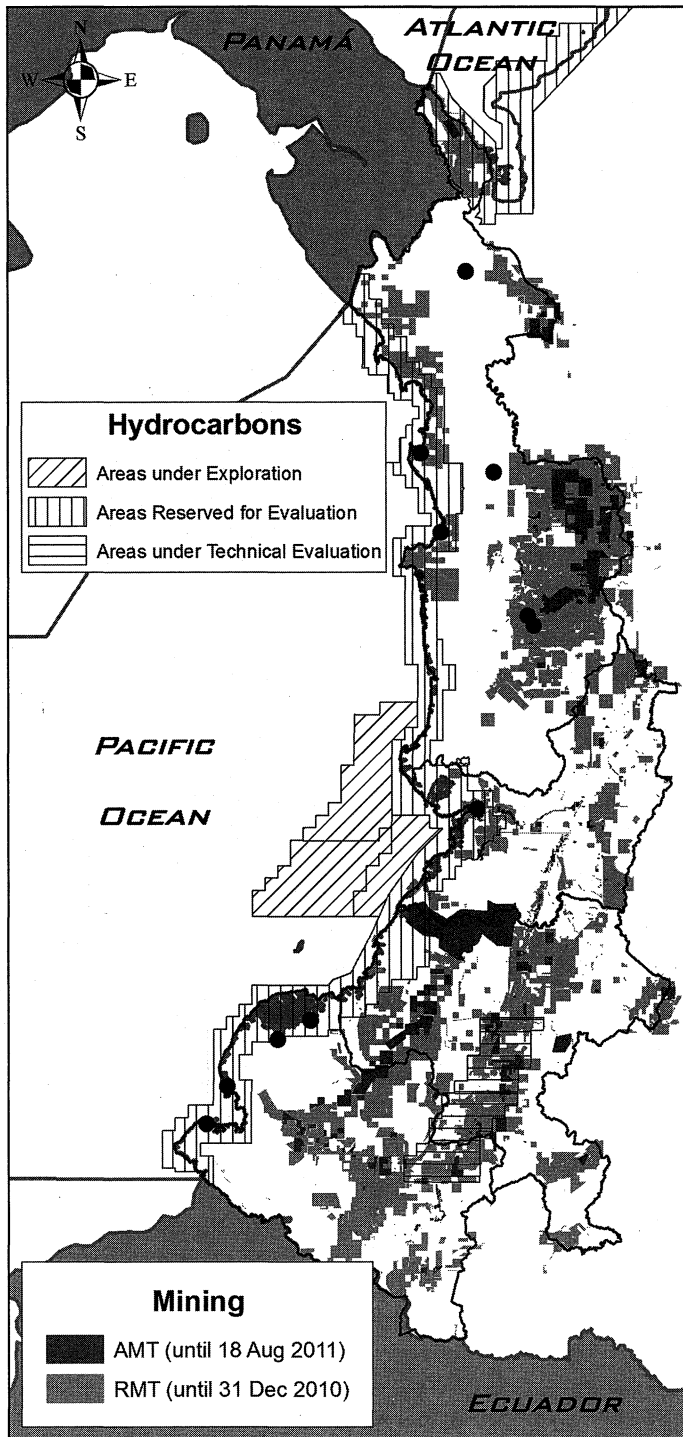 PANAMÁ
ATLANTIC
OCEAN
N
W
E
S
Hydrocarbons
Areas under Exploration
Areas Reserved for Evaluation
Areas under Technical Evaluation
PACIFIC
OCEAN
Mining
AMT (until 18 Aug 2011)
RMT (until 31 Dec 2010)
ECUADOR